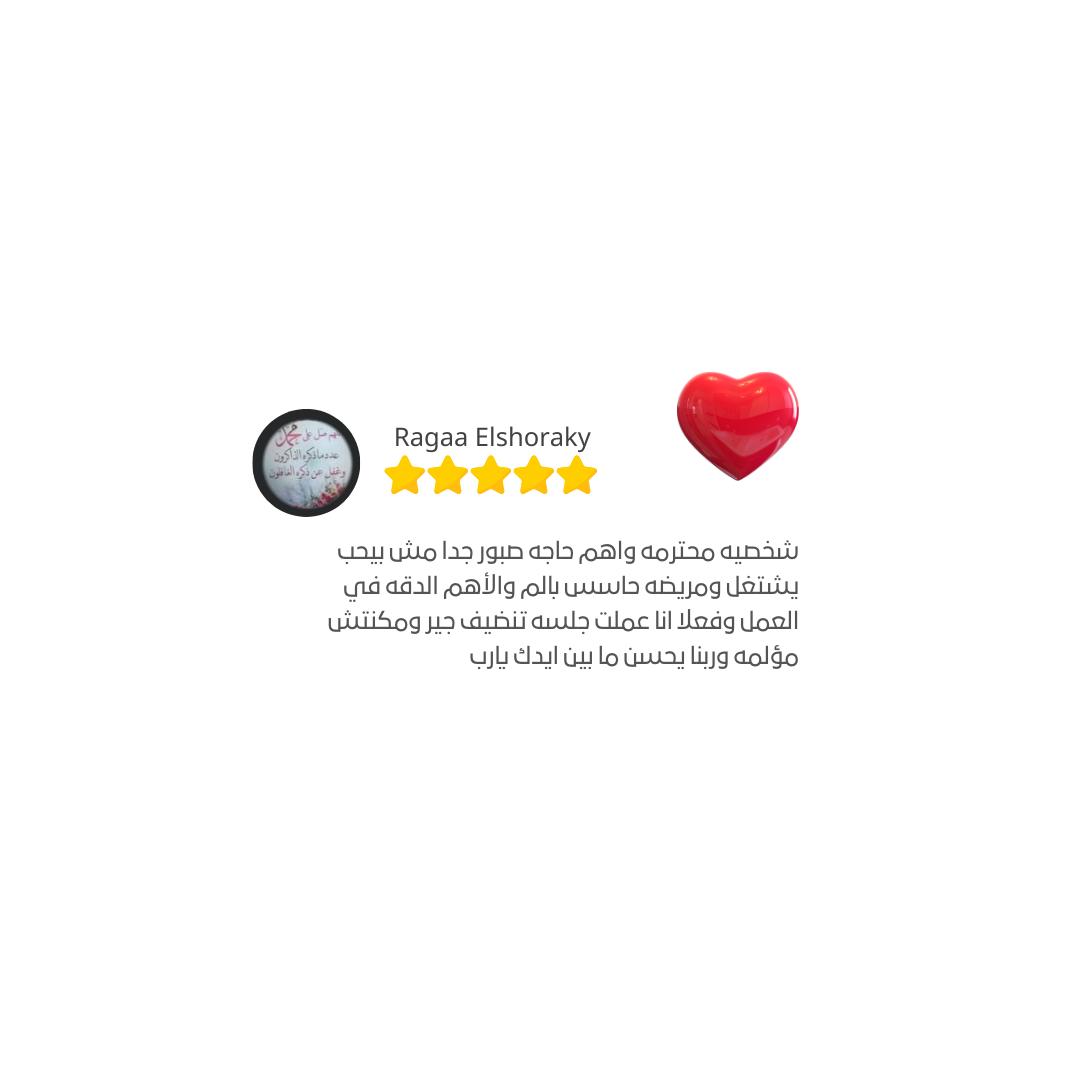 Ragaa Elshoraky
صل على محمد
عدد ما ذكره الذاكرون
وغفل عن ذكره الغافلون
شخصيه محترمه واهم حاجه صبور جدا مش بيحب
يشتغل ومريضه حاسس بالم والأهم الدقه في
العمل وفعلا انا عملت جلسه تنضيف جير ومكنتش
مؤلمه وربنا يحسن ما بين ايدك يارب